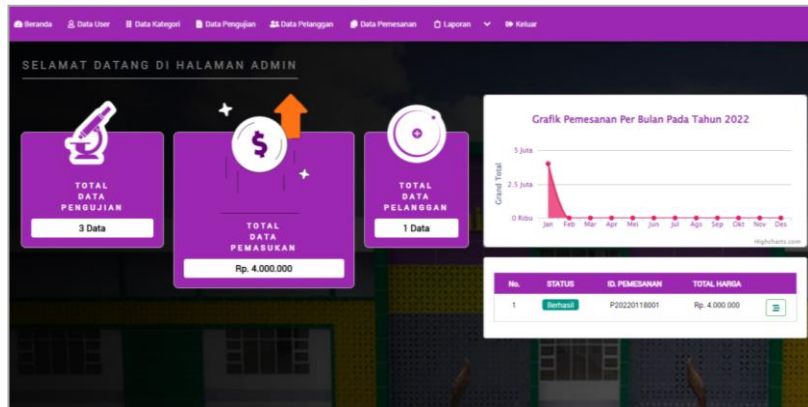 Beranda Data User Data Kategori Data Pengujian Data Pelanggan Data Pemesanan Laporan Keluar
SELAMAT DATANG DI HALAMAN ADMIN
TOTAL
DATA
PENGUJIAN
3 Data
TOTAL
DATA
PEMASUKAN
Rp. 4.000.000
TOTAL
DATA
PELANGGAN
1 Data
Grafik Pemesanan Per Bulan Pada Tahun 2022
Grand Total
5 Juta
2.5 Juta
0 Ribu
Jan Feb Mar Apr Mei Jun Jul Ags Sep Okt Nov Des
Highcharts.com
No. STATUS ID. PEMESANAN TOTAL HARGA
1 Berhasil P20220118001 Rp. 4.000.000